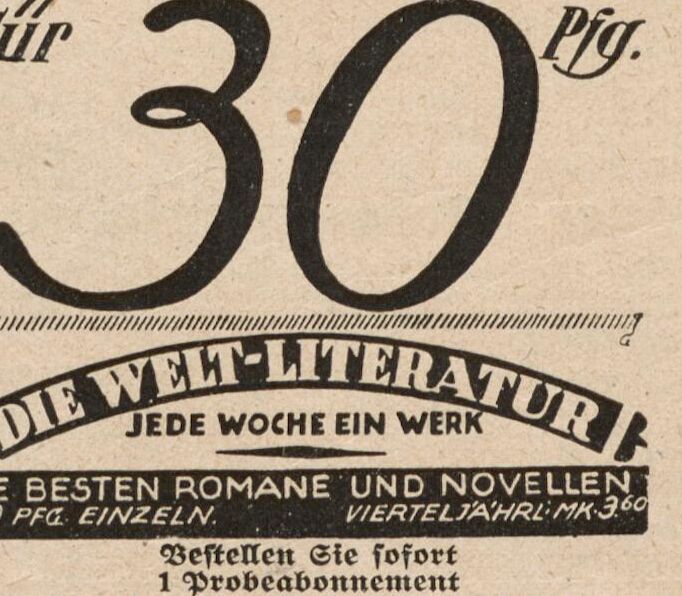 für 30 Pfg.
DIE WELT-LITERATUR
JEDE WOCHE EIN WERK
BESTEN ROMANE UND NOVELLEN
PFG. EINZELN. VIERTELJÄHRL. MK. 3 60
Bestellen Sie sofort
1 Probeabonnement